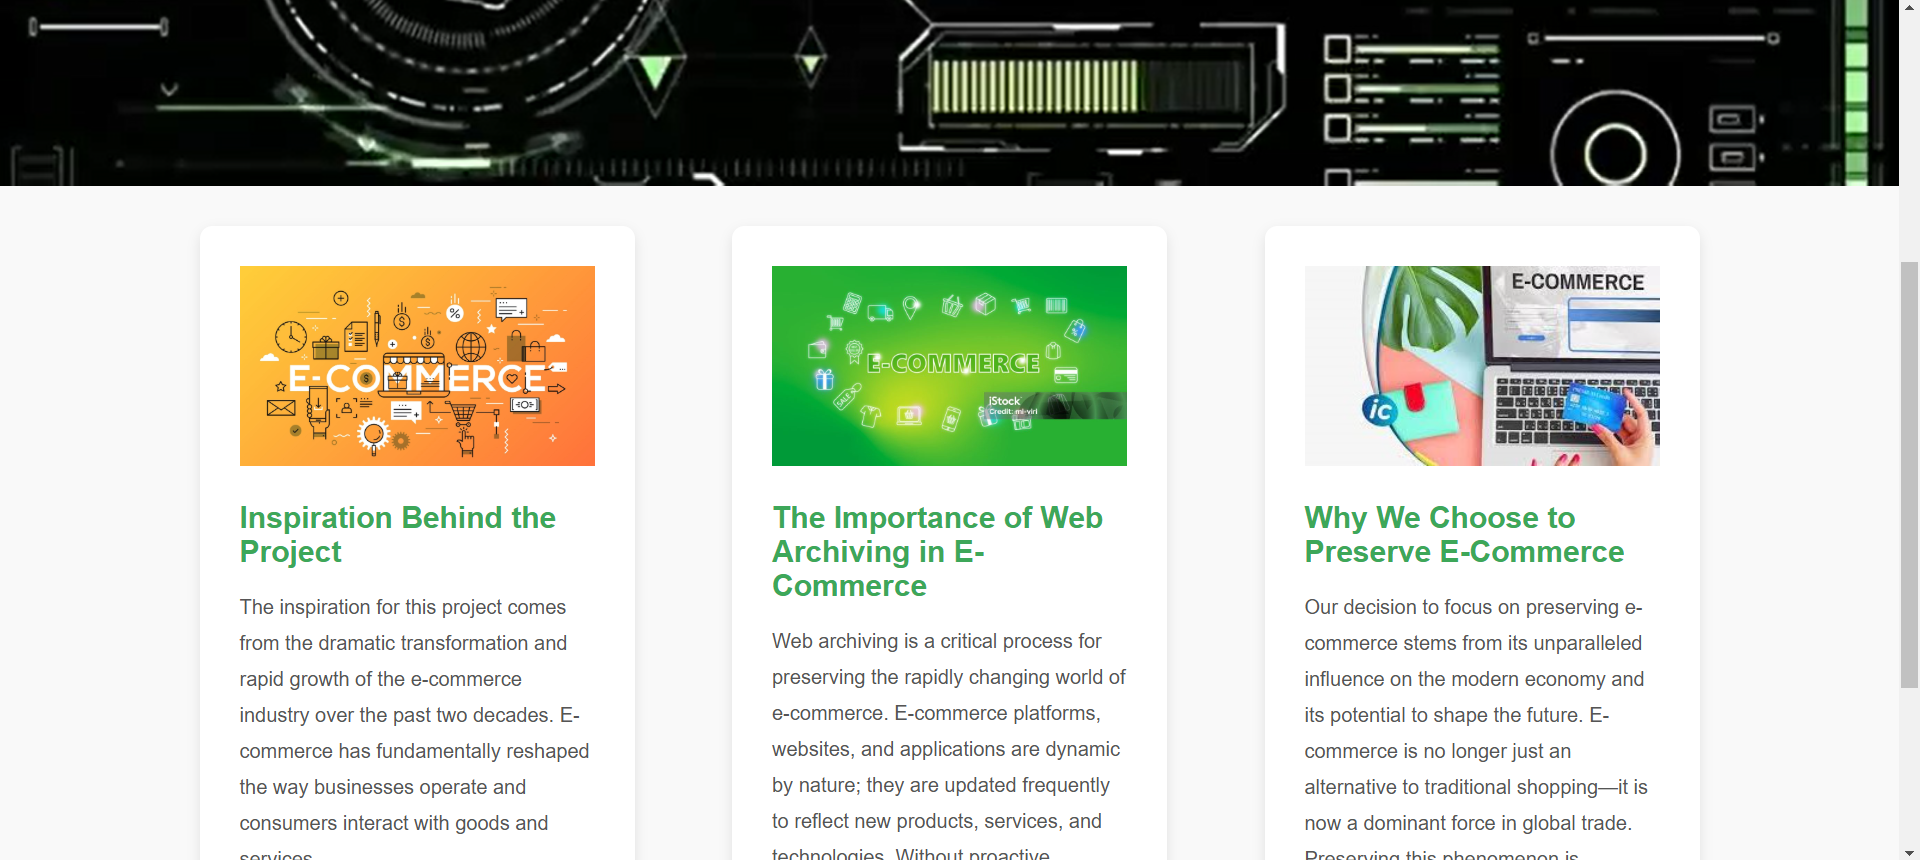 E-COMMERCE
%
E-COMMERCE
SALE
iStock
Credit: mi-viri
E-COMMERCE
ic
Inspiration Behind the
Project
The inspiration for this project comes
from the dramatic transformation and
rapid growth of the e-commerce
industry over the past two decades. E-
commerce has fundamentally reshaped
the way businesses operate and
consumers interact with goods and
services
The Importance of Web
Archiving in E-
Commerce
Web archiving is a critical process for
preserving the rapidly changing world of
e-commerce. E-commerce platforms,
websites, and applications are dynamic
by nature; they are updated frequently
to reflect new products, services, and
technologies. Without proactive
Why We Choose to
Preserve E-Commerce
Our decision to focus on preserving e-
commerce stems from its unparalleled
influence on the modern economy and
its potential to shape the future. E-
commerce is no longer just an
alternative to traditional shopping—it is
now a dominant force in global trade.
Preserving this phenomenon is